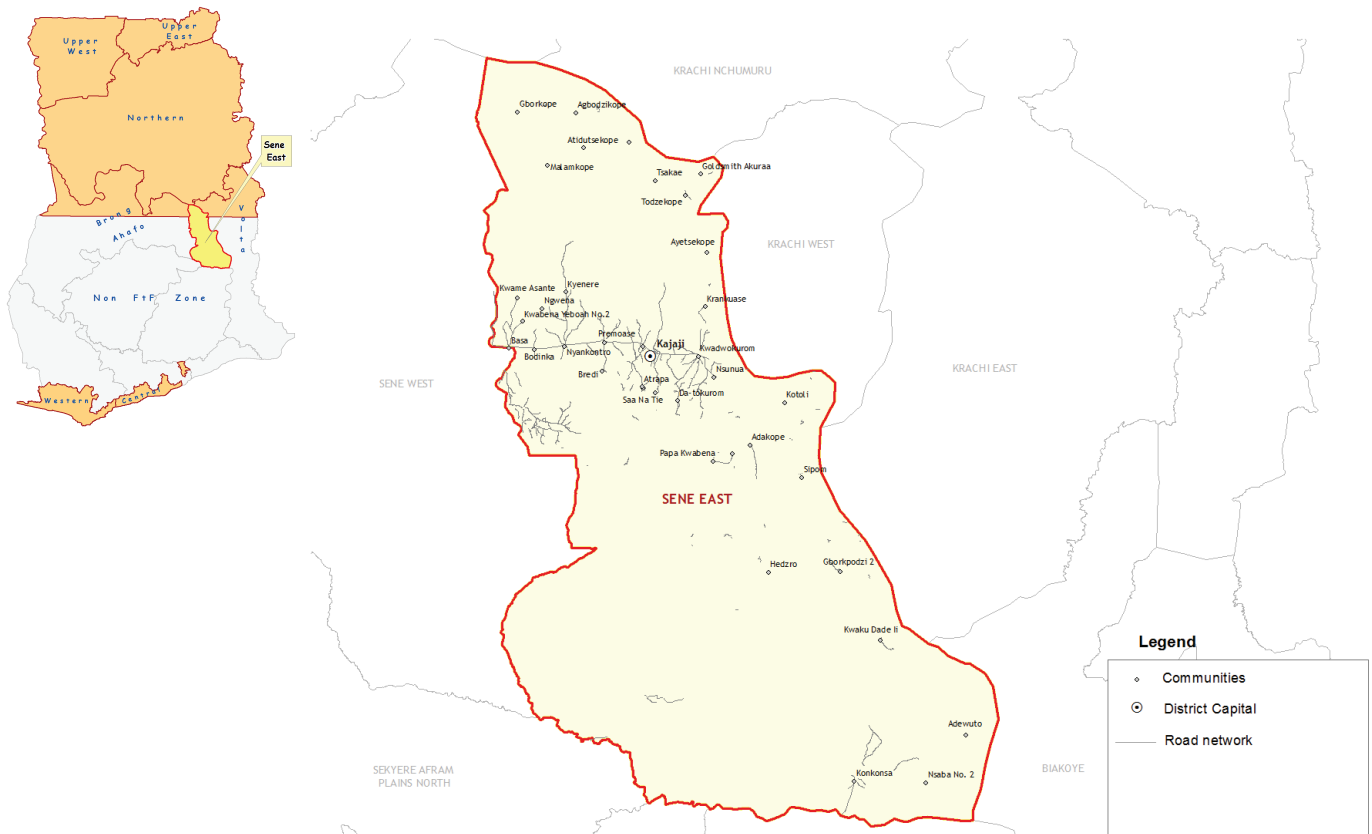 Upper
West
Upper
East
Northern
Sene
East
Brong
Ahafo
Volta
Non FtF Zone
Western
Central
KRACHI NCHUMURU
Gborkope
Agbodzikope
Atidutsekope
Malamkope
Tsakae
Goldsmith Akuraa
Todzekope
Ayetsekope
KRACHI WEST
Kwame Asante
Kyenere
Ngwena
Krankuase
Kwabena Yeboah No.2
Basa
Bodinka
Nyankontro
Premoase
Kajaji
Kwadwokurom
Bredi
Atrapa
Nsunua
Saa Na Tie
Da-tokurom
Kotoli
SENE WEST
KRACHI EAST
Adakope
Papa Kwabena
Sipom
SENE EAST
Hedzro
Gborkpodzi 2
Kwaku Dade Ii
Adewuto
Konkonsa
Nsaba No. 2
SEKYERE AFRAM
PLAINS NORTH
BIAKOYE
Legend
Communities
District Capital
Road network